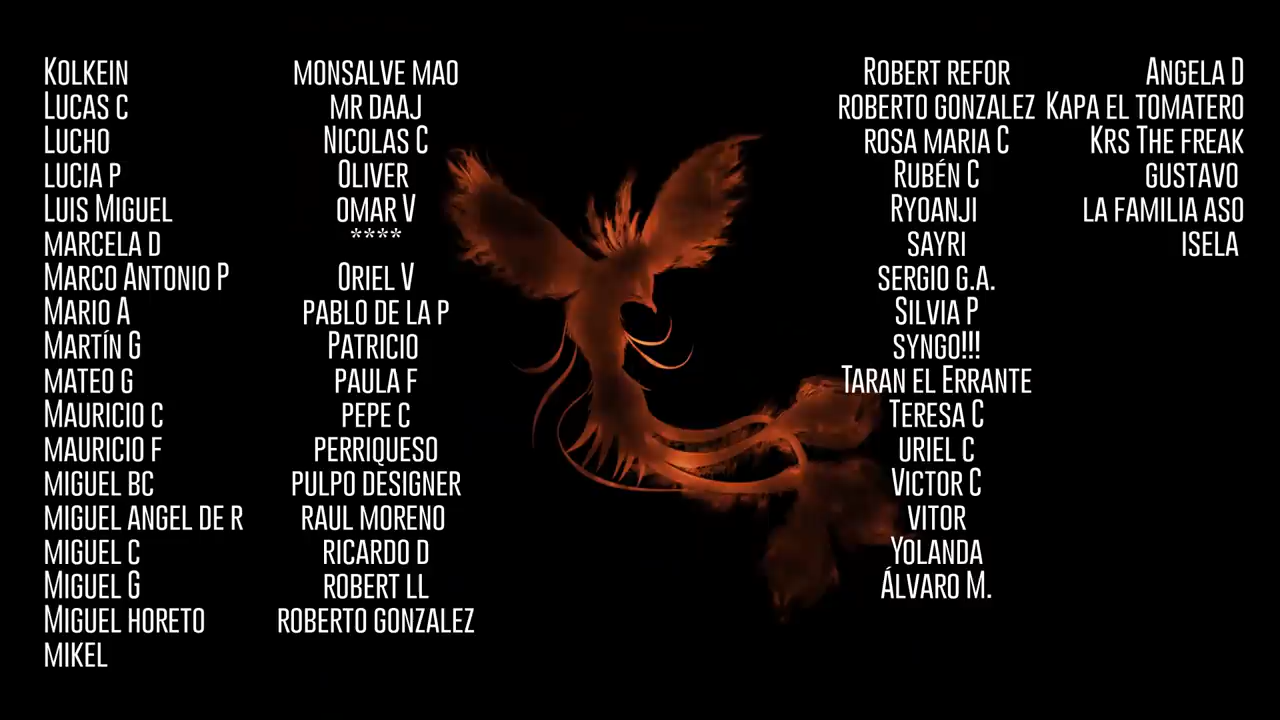 Kolkein
Lucas C
Lucho
lucia P
Luis Miguel
marcela D
Marco Antonio P
Mario A
Martín G
mateo G
Mauricio C
mauricio F
miguel BC
miguel angel de R
miguel C
Miguel G
Miguel horeto
mikel
monsalve mao
mr daaj
Nicolas C
Oliver
omar V
****
Oriel V
pablo de la P
Patricio
paula F
pepe C
perriqueso
pulpo designer
raul moreno
ricardo D
robert LL
roberto gonzalez
Robert refor
roberto gonzalez
rosa maria C
Rubén C
Ryoanji
sayri
sergio g.a.
Silvia P
syngo!!!
Taran el Errante
Teresa C
uriel c
Victor C
vitor
Yolanda
Álvaro M.
Angela D
Kapa el tomatero
Krs The freak
gustavo
la familia aso
isela